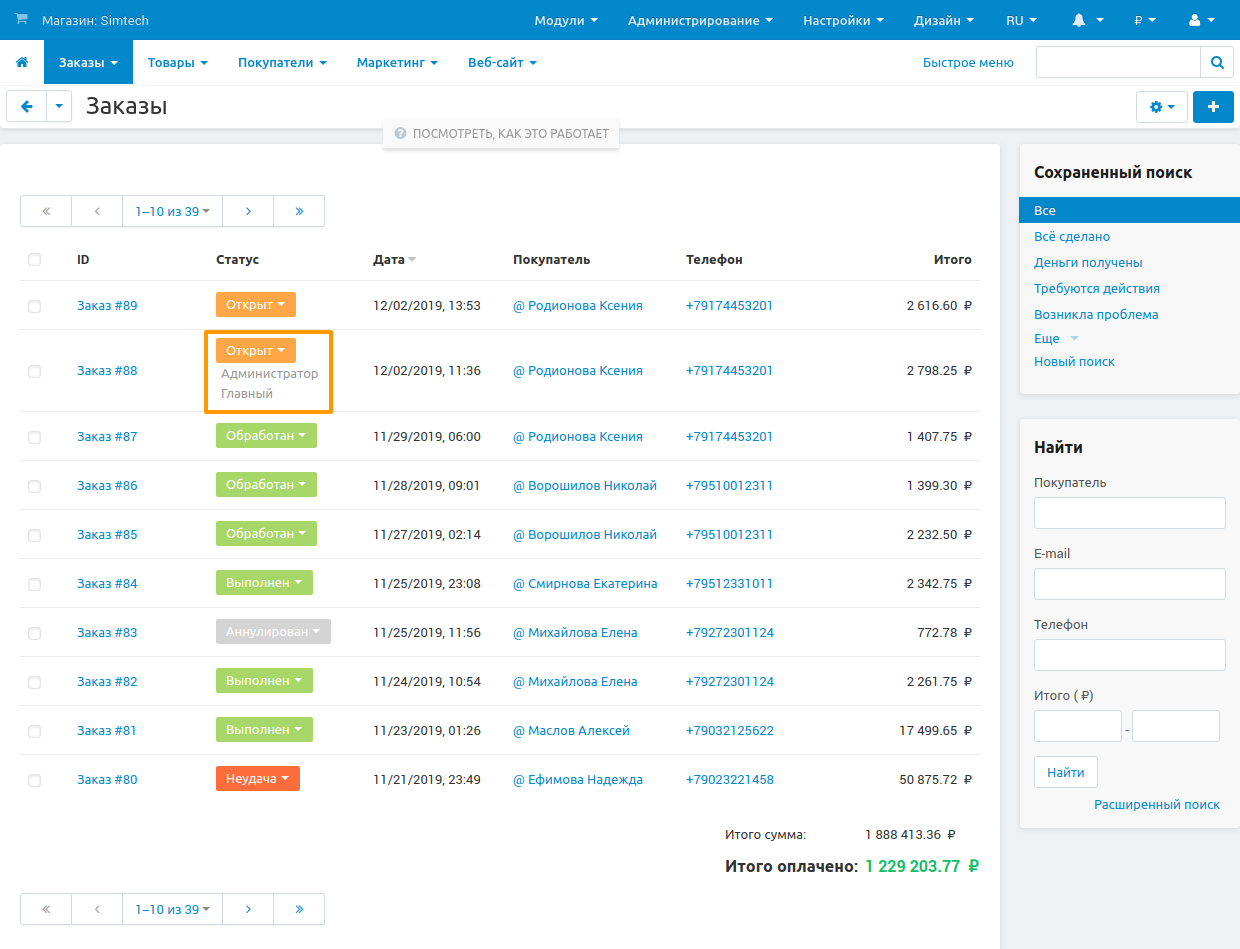 Магазин: Simtech Модули Администрирование Настройки Дизайн RU ₽
Заказы Товары Покупатели Маркетинг Веб-сайт Быстрое меню
Заказы
ПОСМОТРЕТЬ, КАК ЭТО РАБОТАЕТ
« ‹ 1–10 из 39 › »
ID Статус Дата Покупатель Телефон Итого
Заказ #89 Открыт 12/02/2019, 13:53 @ Родионова Ксения +79174453201 2 616.60 ₽
Заказ #88 Открыт 12/02/2019, 11:36 @ Родионова Ксения +79174453201 2 798.25 ₽
Администратор
Главный
Заказ #87 Обработан 11/29/2019, 06:00 @ Родионова Ксения +79174453201 1 407.75 ₽
Заказ #86 Обработан 11/28/2019, 09:01 @ Ворошилов Николай +79510012311 1 399.30 ₽
Заказ #85 Обработан 11/27/2019, 02:14 @ Ворошилов Николай +79510012311 2 232.50 ₽
Заказ #84 Выполнен 11/25/2019, 23:08 @ Смирнова Екатерина +79512331011 2 342.75 ₽
Заказ #83 Аннулирован 11/25/2019, 11:56 @ Михайлова Елена +79272301124 772.78 ₽
Заказ #82 Выполнен 11/24/2019, 10:54 @ Михайлова Елена +79272301124 2 261.75 ₽
Заказ #81 Выполнен 11/23/2019, 01:26 @ Маслов Алексей +79032125622 17 499.65 ₽
Заказ #80 Неудача 11/21/2019, 23:49 @ Ефимова Надежда +79023221458 50 875.72 ₽
Итого сумма: 1 888 413.36 ₽
Итого оплачено: 1 229 203.77 ₽
« ‹ 1–10 из 39 › »
Сохраненный поиск
Все
Всё сделано
Деньги получены
Требуются действия
Возникла проблема
Еще
Новый поиск
Найти
Покупатель
E-mail
Телефон
Итого (₽)
-
Найти
Расширенный поиск